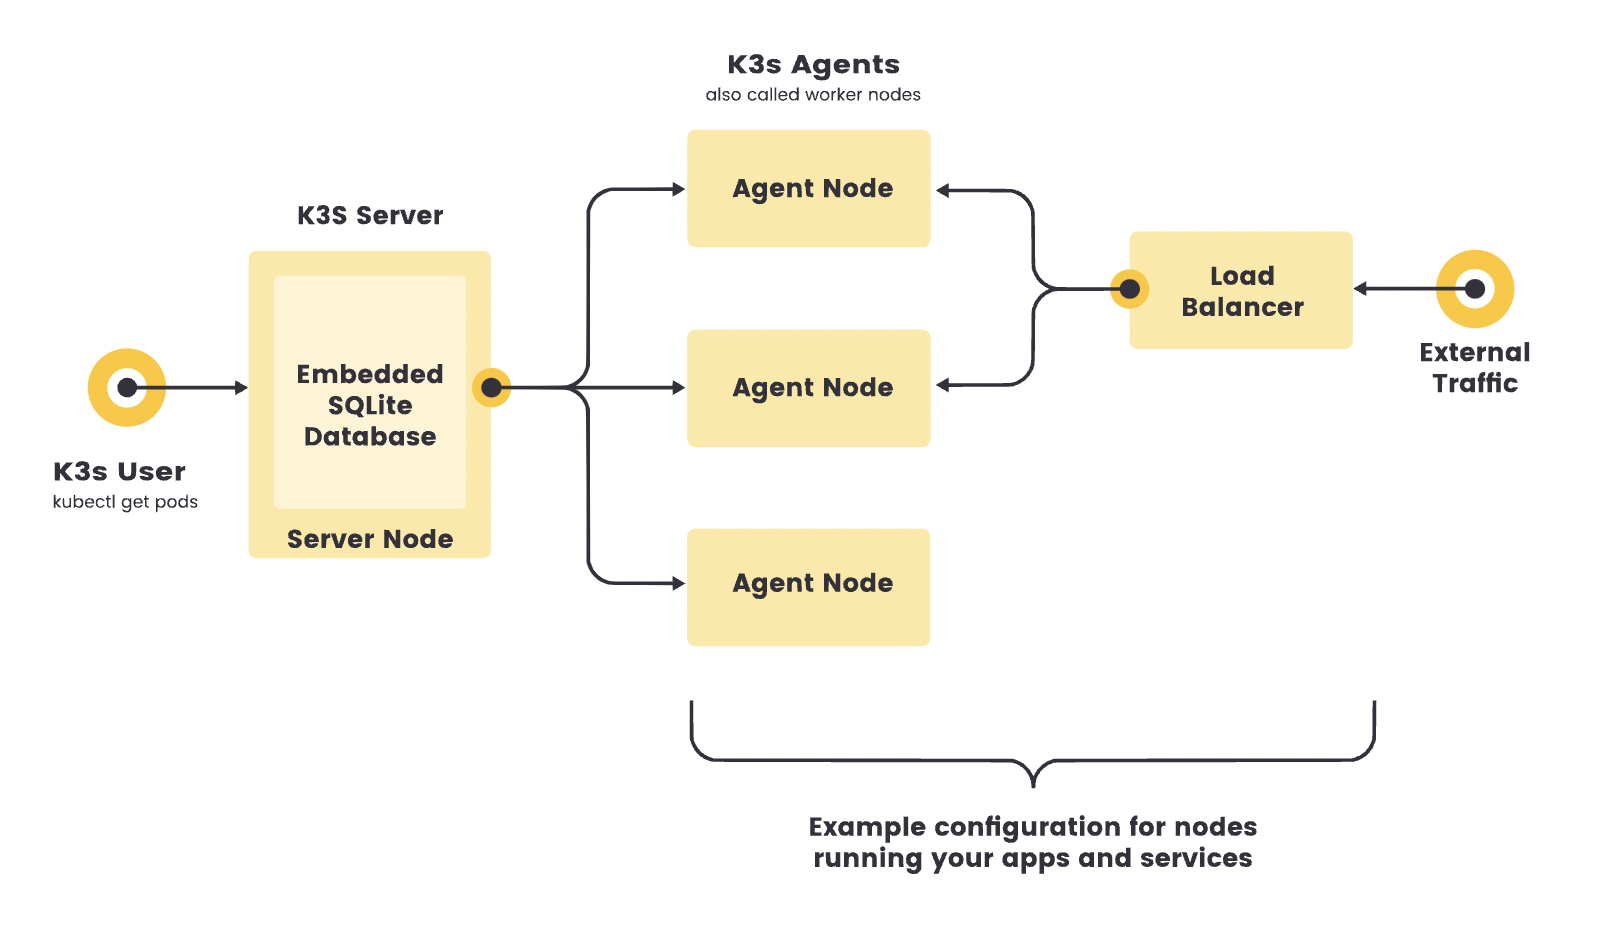 K3s Agents
also called worker nodes
Agent Node
K3S Server
Load
Balancer
External
Traffic
Embedded
SQLite
Database
Agent Node
K3s User
kubectl get pods
Server Node
Agent Node
Example configuration for nodes
running your apps and services